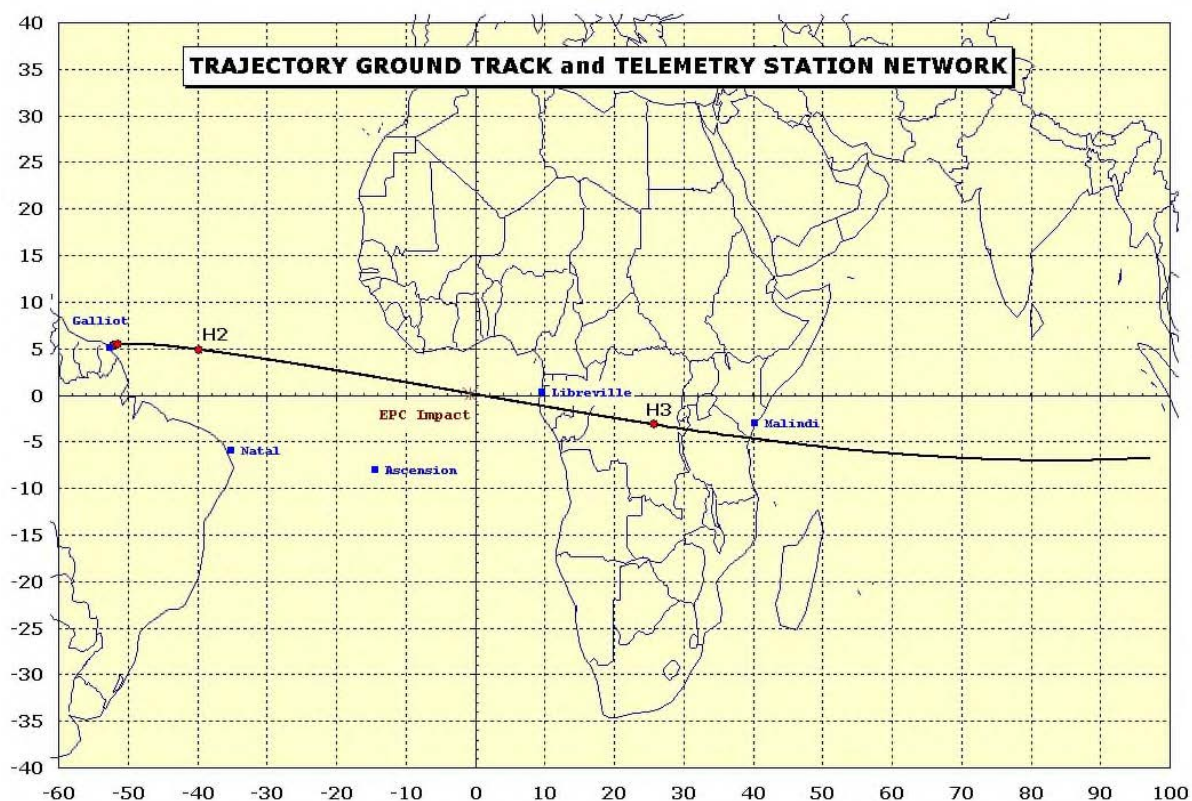 TRAJECTORY GROUND TRACK and TELEMETRY STATION NETWORK
40
35
30
25
20
15
10
5
0
-5
-10
-15
-20
-25
-30
-35
-40
Galliot
H2
Libreville
EPC Impact
H3
Malindi
Natal
Ascension
-60 -50 -40 -30 -20 -10 0 10 20 30 40 50 60 70 80 90 100